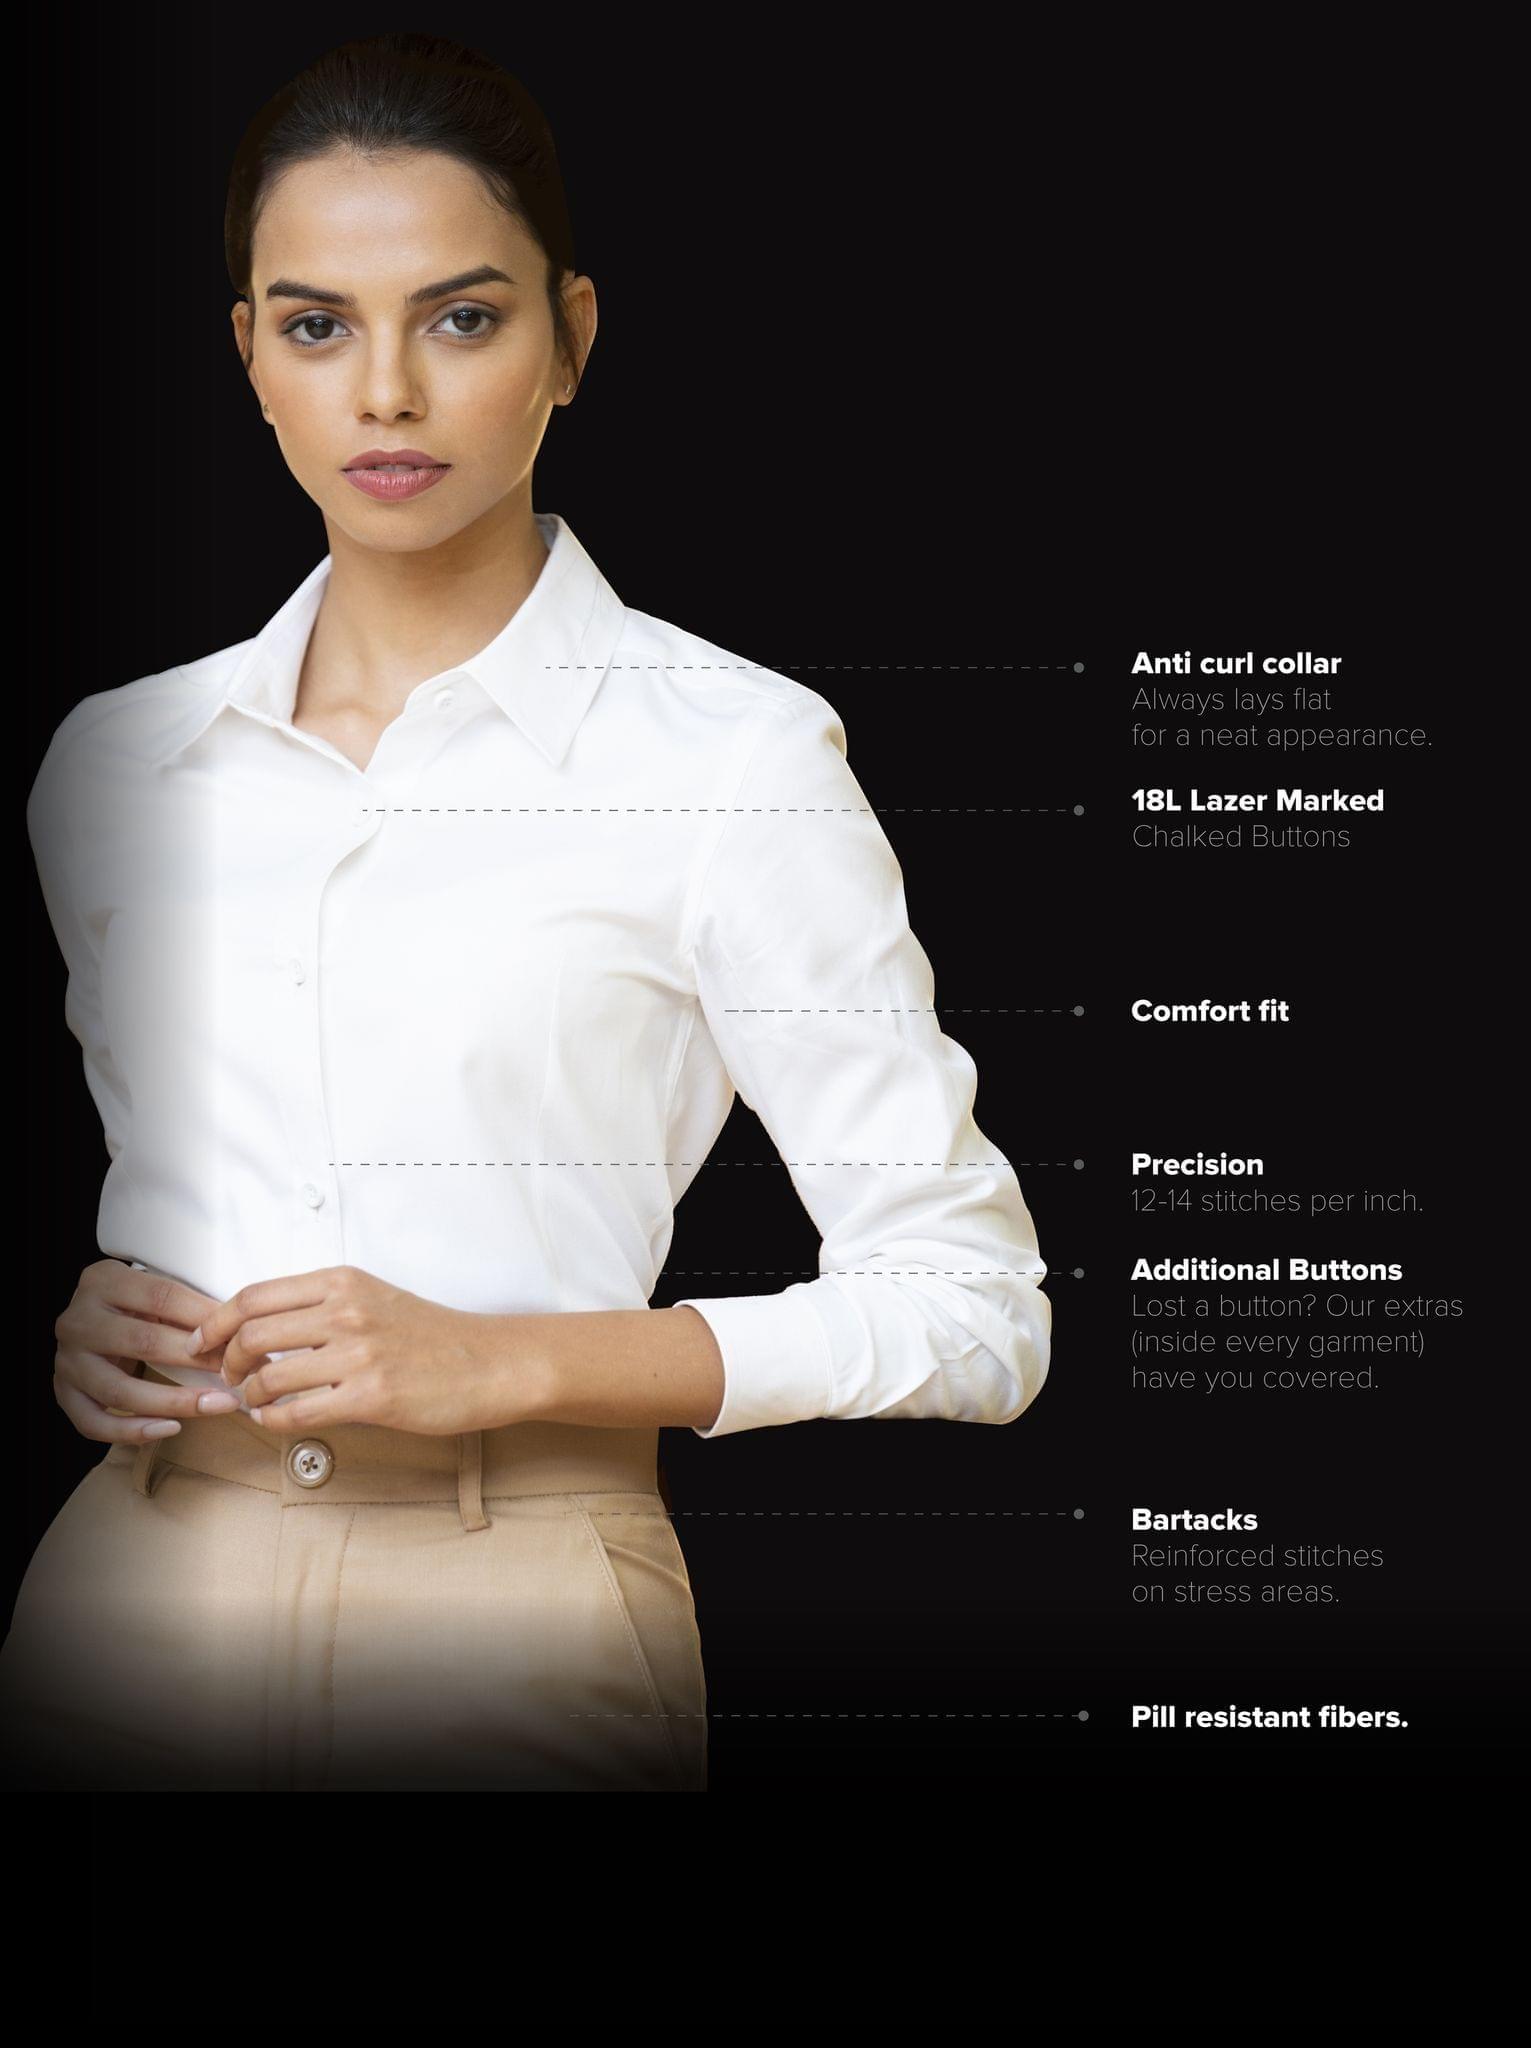 Anti curl collar
Always lays flat
for a neat appearance.
18L Lazer Marked
Chalked Buttons
Comfort fit
Precision
12-14 stitches per inch.
Additional Buttons
Lost a button? Our extras
(inside every garment)
have you covered.
Bartacks
Reinforced stitches
on stress areas.
Pill resistant fibers.